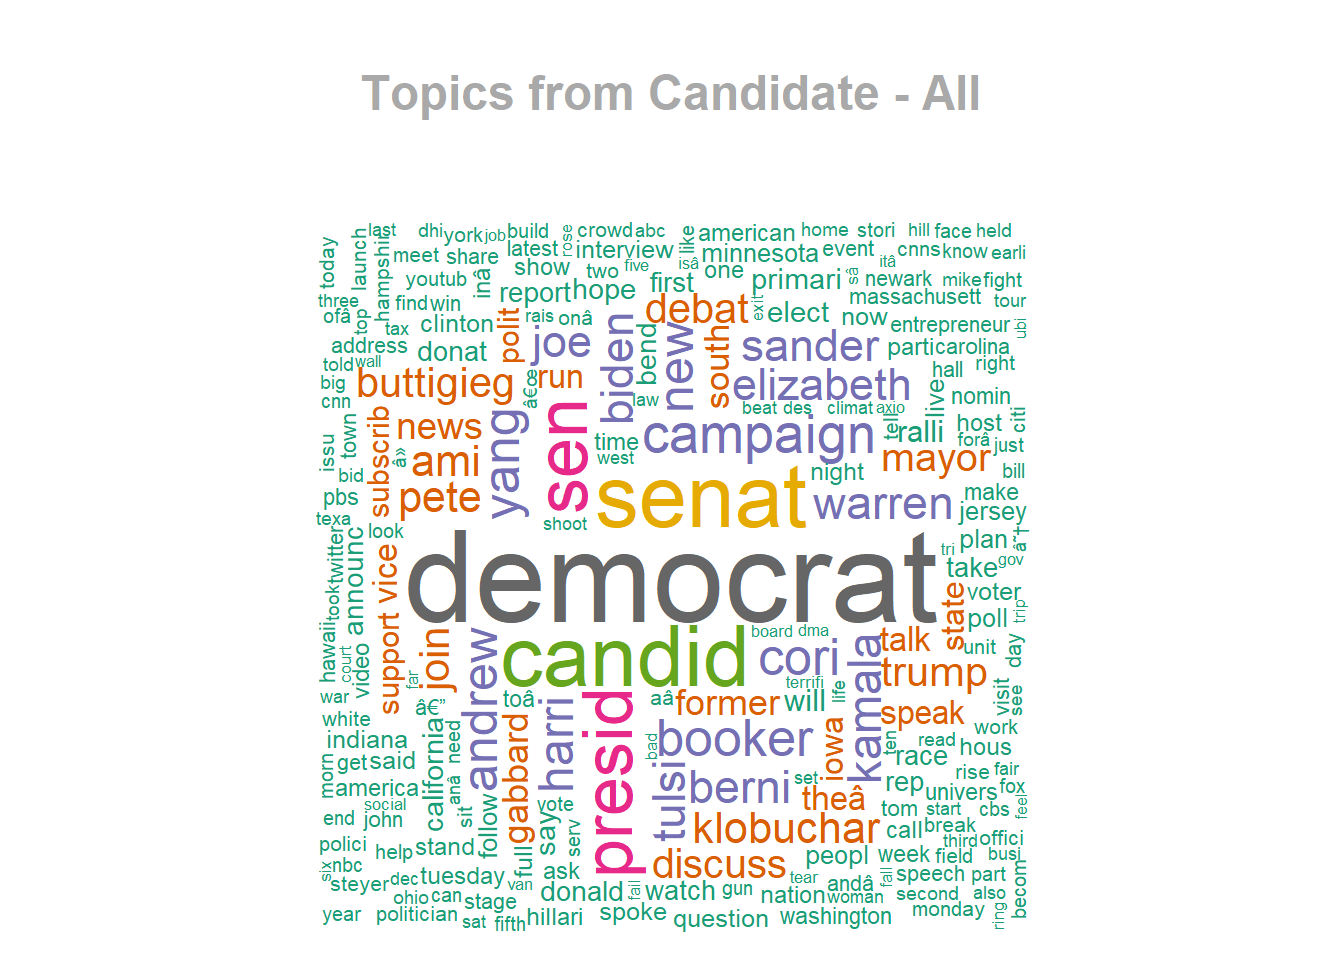 Topics from Candidate - All
last dhi york job build rose crowd abc like american home stori hill face held
today launch hampshir meet share latest interview isâ minnesota event itâ cnns know earli
youtub inâ show two five one primari sâ newark mike fight
three find win report hope first massachusett tour
ofâ top tax clinton polit rais onâ debat exit elect now entrepreneur ubi
address donat joe biden bend new south sander parti carolina
told wall buttigieg run elizabeth hall right
big cnn subscrib â€œ law beat des climat axio live nomin
issu town news yang sen time campaign tell ralli host citi
bid â» ami west night mayor forâ just bill
pbs pete senat warren make
texa look shoot jersey
took twitter announc vice democrat tri take plan gov â˜†
voter
hawaii court video support join andrew candid board dma cori kamala talk state poll trip
far terrifi trump unit day
war â€” toâ harri presid aâ former will life visit see
white gabbard speak work
indiana california need booker iowa ten race read hous
morn get said anâ bad tulsi berni set rep rise fair
america social sit follow vote theâ univers fox feel
end john say serv klobuchar tom start cbs
call break
polici help stand full discuss peopl week third offici
six nbc field busi
steyer dec tuesday van ask tear fall speech part
ohio can stage donald fail watch gun nation andâ woman second also becom
year politician sat fifth hillari spoke question washington monday ring